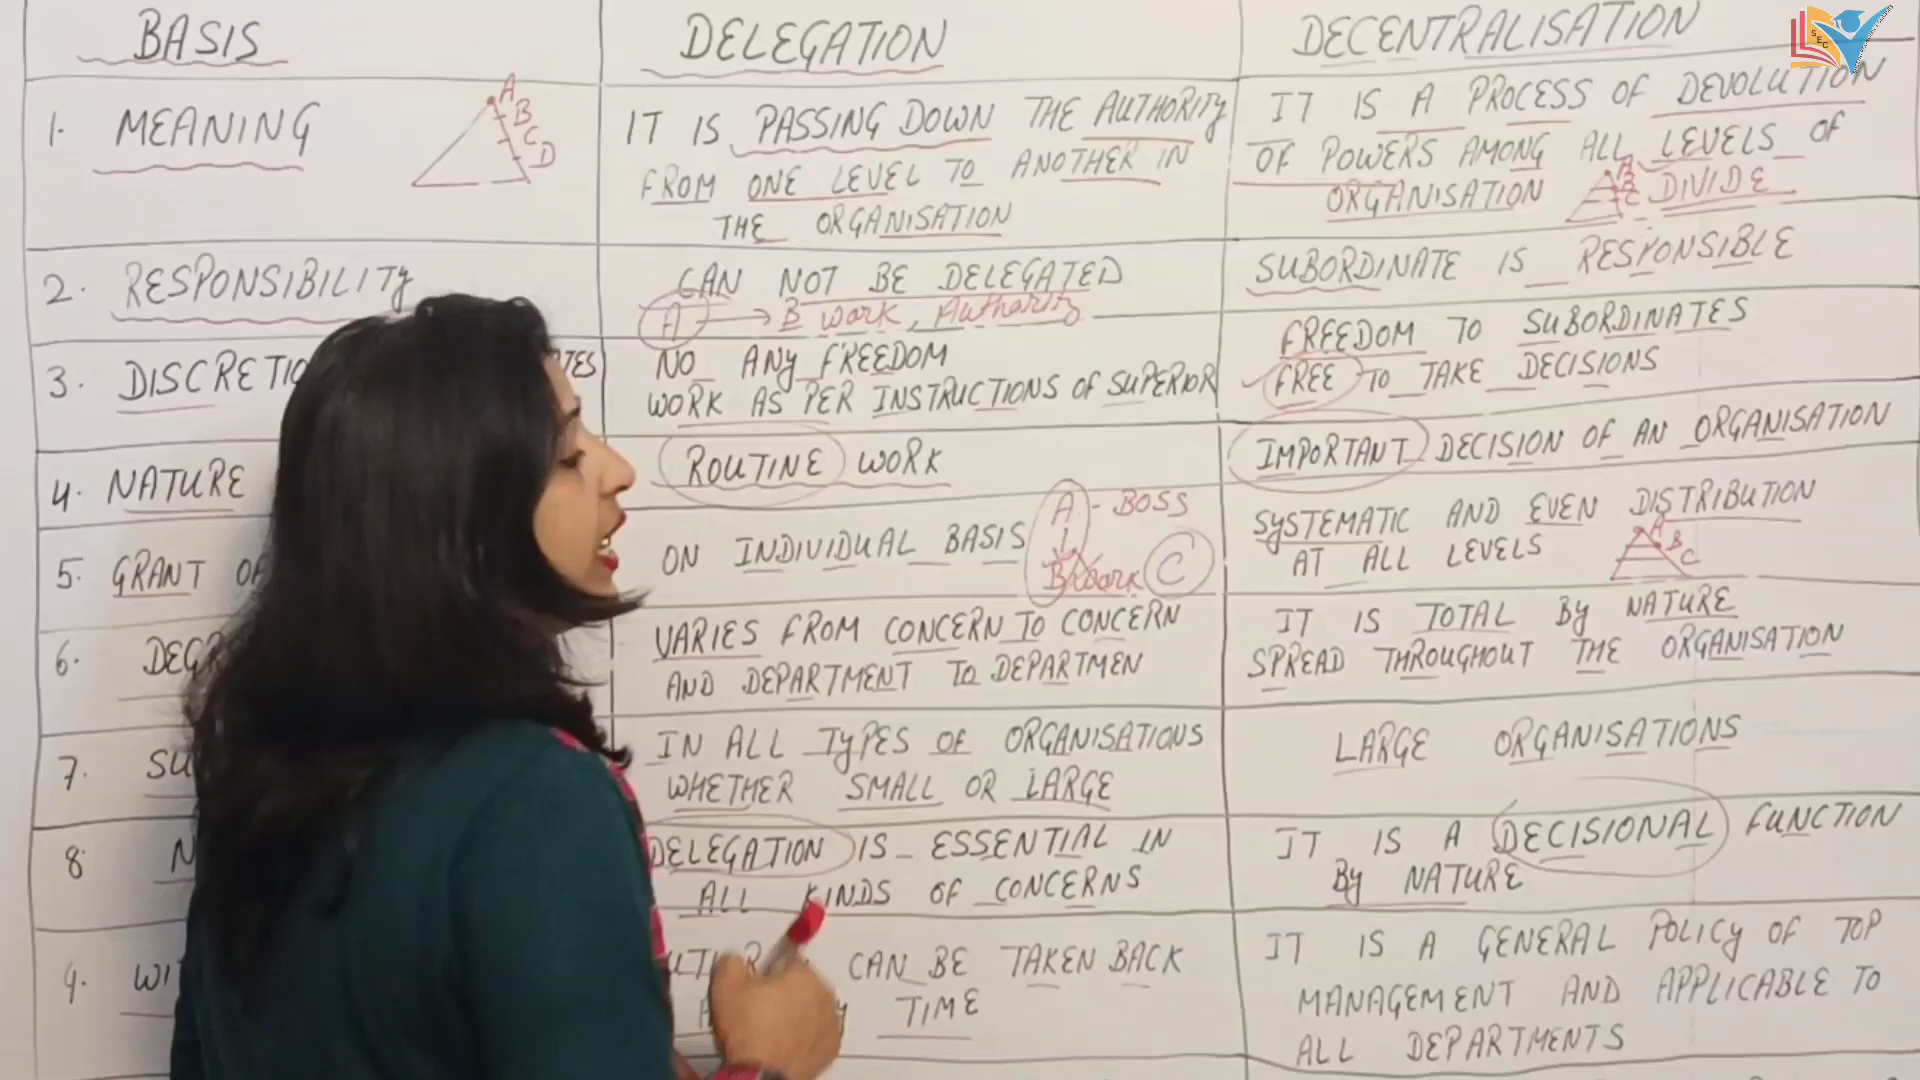 BASIS
DELEGATION
DECENTRALISATION
SEC
1. MEANING
A
B
C
D
IT IS PASSING DOWN THE AUTHORITY
FROM ONE LEVEL TO ANOTHER IN
THE ORGANISATION
IT IS A PROCESS OF DEVOLUTION
OF POWERS AMONG ALL LEVELS OF
ORGANISATION
A
B
C
DIVIDE
2. RESPONSIBILITY
CAN NOT BE DELEGATED
A → B work, Authority
SUBORDINATE IS RESPONSIBLE
3. DISCRETIO
TES
NO ANY FREEDOM
WORK AS PER INSTRUCTIONS OF SUPERIOR
FREEDOM TO SUBORDINATES
FREE TO TAKE DECISIONS
4. NATURE
ROUTINE WORK
IMPORTANT DECISION OF AN ORGANISATION
5. GRANT OF
ON INDIVIDUAL BASIS
A - BOSS
B work C
SYSTEMATIC AND EVEN DISTRIBUTION
AT ALL LEVELS
A
B
C
6. DEGR
VARIES FROM CONCERN TO CONCERN
AND DEPARTMENT TO DEPARTMEN
IT IS TOTAL BY NATURE
SPREAD THROUGHOUT THE ORGANISATION
7. SU
IN ALL TYPES OF ORGANISATIONS
WHETHER SMALL OR LARGE
LARGE ORGANISATIONS
8. N
DELEGATION IS ESSENTIAL IN
ALL KINDS OF CONCERNS
IT IS A DECISIONAL FUNCTION
BY NATURE
9. WI
CAN BE TAKEN BACK
TIME
IT IS A GENERAL POLICY OF TOP
MANAGEMENT AND APPLICABLE TO
ALL DEPARTMENTS